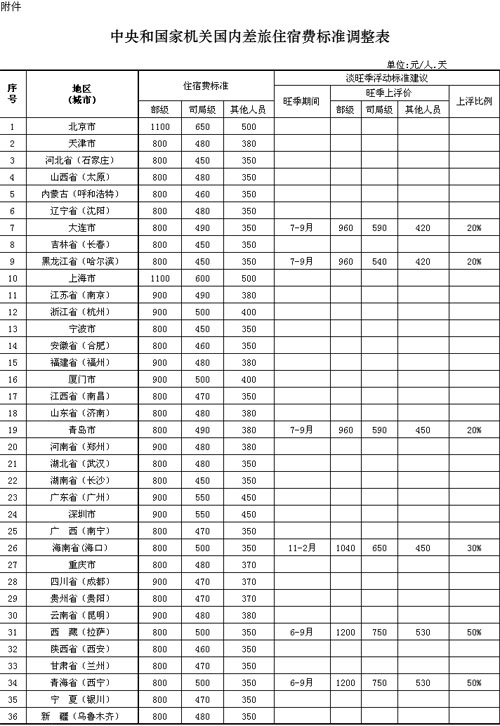 附件
中央和国家机关国内差旅住宿费标准调整表
单位:元/人.天
序号 地区（城市） 住宿费标准 淡旺季浮动标准建议
旺季期间 旺季上浮价 上浮比例
部级 司局级 其他人员 部级 司局级 其他人员
1 北京市 1100 650 500
2 天津市 800 480 380
3 河北省（石家庄） 800 450 350
4 山西省（太原） 800 480 350
5 内蒙古（呼和浩特） 800 460 350
6 辽宁省（沈阳） 800 480 350
7 大连市 800 490 350 7-9月 960 590 420 20%
8 吉林省（长春） 800 450 350
9 黑龙江省（哈尔滨） 800 450 350 7-9月 960 540 420 20%
10 上海市 1100 600 500
11 江苏省（南京） 900 490 380
12 浙江省（杭州） 900 500 400
13 宁波市 800 450 350
14 安徽省（合肥） 800 460 350
15 福建省（福州） 900 480 380
16 厦门市 900 500 400
17 江西省（南昌） 800 470 350
18 山东省（济南） 800 480 380
19 青岛市 800 490 380 7-9月 960 590 450 20%
20 河南省（郑州） 900 480 380
21 湖北省（武汉） 800 480 350
22 湖南省（长沙） 800 450 350
23 广东省（广州） 900 550 450
24 深圳市 900 550 450
25 广 西（南宁） 800 470 350
26 海南省(海口） 800 500 350 11-2月 1040 650 450 30%
27 重庆市 800 480 370
28 四川省（成都） 900 470 370
29 贵州省（贵阳） 800 470 370
30 云南省（昆明） 900 480 380
31 西 藏（拉萨） 800 500 350 6-9月 1200 750 530 50%
32 陕西省（西安） 800 460 350
33 甘肃省（兰州） 800 470 350
34 青海省（西宁） 800 500 350 6-9月 1200 750 530 50%
35 宁 夏（银川） 800 470 350
36 新 疆（乌鲁木齐） 800 480 350